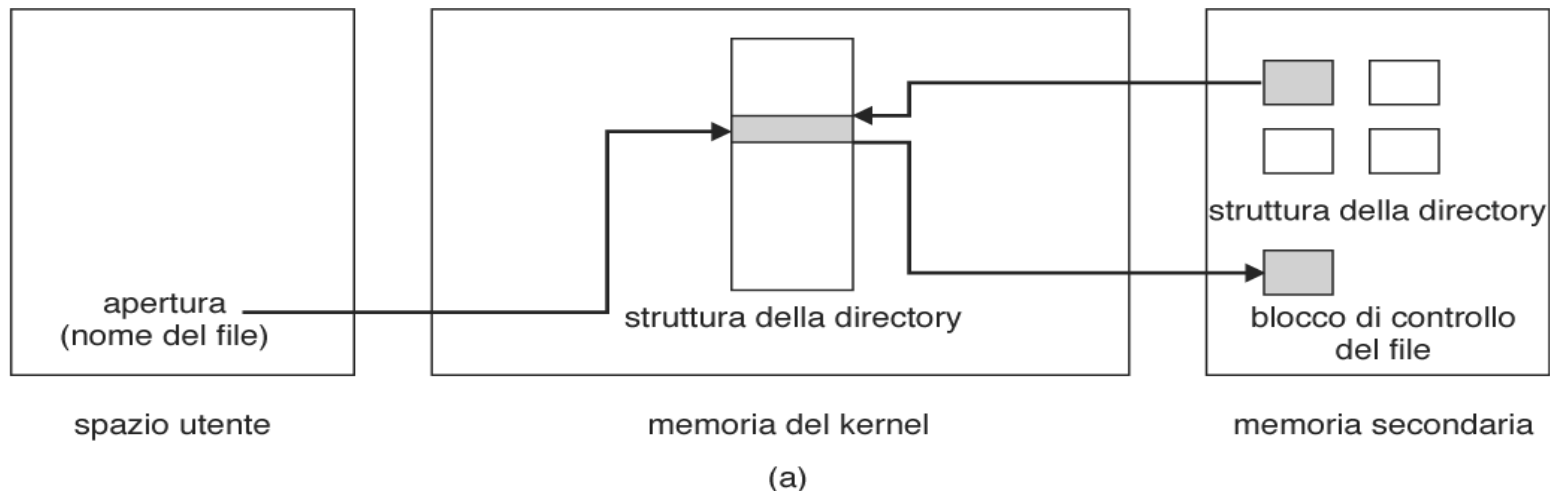 struttura della directory
apertura
(nome del file)
struttura della directory
blocco di controllo
del file
spazio utente
memoria del kernel
memoria secondaria
(a)